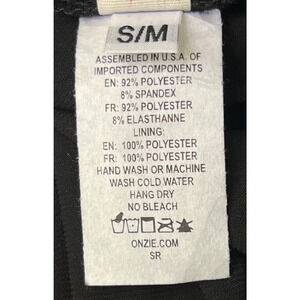 S/M
ASSEMBLED IN U.S.A. OF
IMPORTED COMPONENTS
EN: 92% POLYESTER
8% SPANDEX
FR: 92% POLYESTER
8% ELASTHANNE
LINING:
EN: 100% POLYESTER
FR: 100% POLYESTER
HAND WASH OR MACHINE
WASH COLD WATER
HANG DRY
NO BLEACH
ONZIE.COM
SR